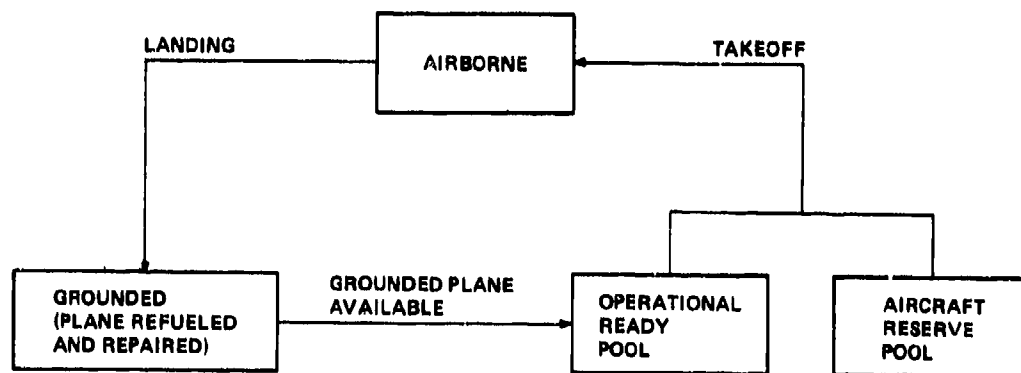 LANDING
AIRBORNE
TAKEOFF
GROUNDED
(PLANE REFUELED
AND REPAIRED)
GROUNDED PLANE
AVAILABLE
OPERATIONAL
READY
POOL
AIRCRAFT
RESERVE
POOL